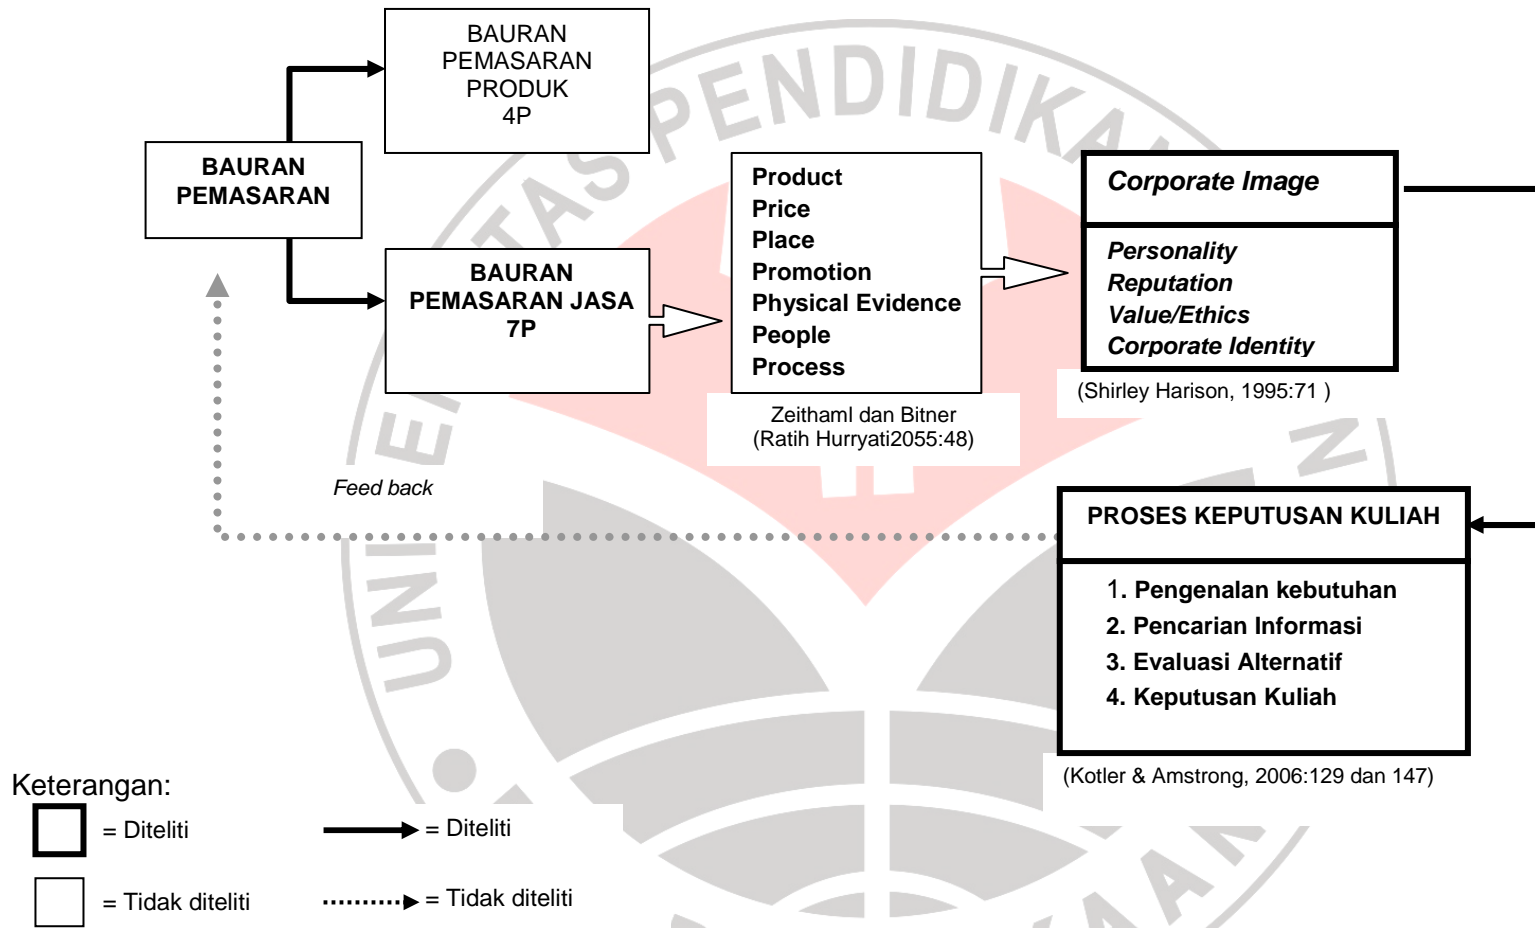 BAURAN
PEMASARAN
PRODUK
4P
BAURAN
PEMASARAN
BAURAN
PEMASARAN JASA
7P
Product
Price
Place
Promotion
Physical Evidence
People
Process
Zeithaml dan Bitner
(Ratih Hurryati2055:48)
Corporate Image
Personality
Reputation
Value/Ethics
Corporate Identity
(Shirley Harison, 1995:71 )
Feed back
PROSES KEPUTUSAN KULIAH
1. Pengenalan kebutuhan
2. Pencarian Informasi
3. Evaluasi Alternatif
4. Keputusan Kuliah
(Kotler & Amstrong, 2006:129 dan 147)
Keterangan:
= Diteliti
= Diteliti
= Tidak diteliti
= Tidak diteliti